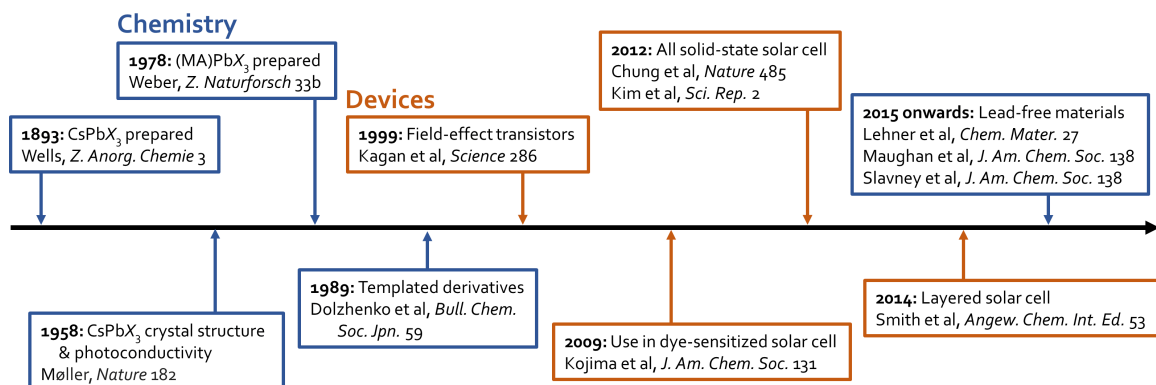 Chemistry
1978: (MA)PbX₃ prepared
Weber, Z. Naturforsch 33b
Devices
1893: CsPbX₃ prepared
Wells, Z. Anorg. Chemie 3
1999: Field-effect transistors
Kagan et al, Science 286
2012: All solid-state solar cell
Chung et al, Nature 485
Kim et al, Sci. Rep. 2
2015 onwards: Lead-free materials
Lehner et al, Chem. Mater. 27
Maughan et al, J. Am. Chem. Soc. 138
Slavney et al, J. Am. Chem. Soc. 138
1958: CsPbX₃ crystal structure
& photoconductivity
Møller, Nature 182
1989: Templated derivatives
Dolzhenko et al, Bull. Chem.
Soc. Jpn. 59
2009: Use in dye-sensitized solar cell
Kojima et al, J. Am. Chem. Soc. 131
2014: Layered solar cell
Smith et al, Angew. Chem. Int. Ed. 53